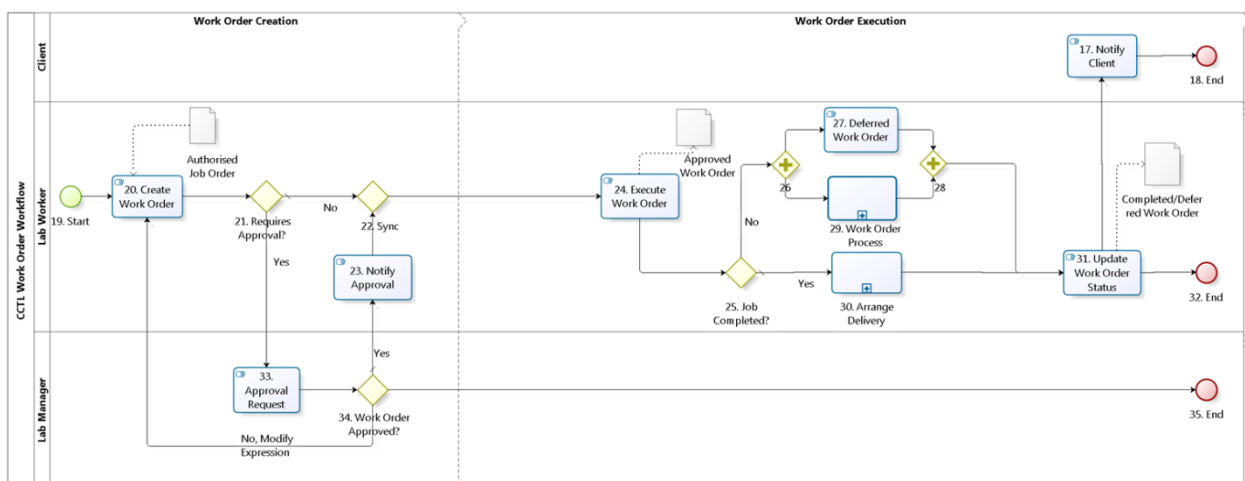 Work Order Creation
Work Order Execution
CCTL Work Order Workflow
Client
17. Notify
Client
18. End
Lab Worker
Authorised
Job Order
19. Start
20. Create
Work Order
21. Requires
Approval?
No
Yes
22. Sync
23. Notify
Approval
Approved
Work Order
24. Execute
Work Order
25. Job
Completed?
No
Yes
26
27. Deferred
Work Order
28
29. Work Order
Process
30. Arrange
Delivery
Completed/Defer
red Work Order
31. Update
Work Order
Status
32. End
Lab Manager
33.
Approval
Request
Yes
34. Work Order
Approved?
No, Modify
Expression
35. End